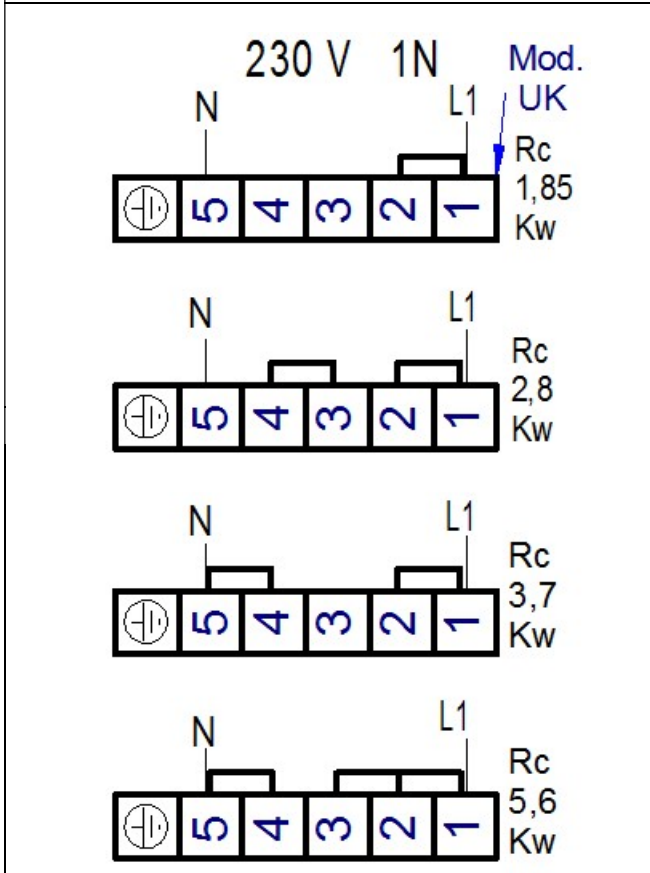 230 V 1N
Mod.
UK
N
L1
Rc
1,85
Kw
5 4 3 2 1
N
L1
Rc
2,8
Kw
5 4 3 2 1
N
L1
Rc
3,7
Kw
5 4 3 2 1
N
L1
Rc
5,6
Kw
5 4 3 2 1